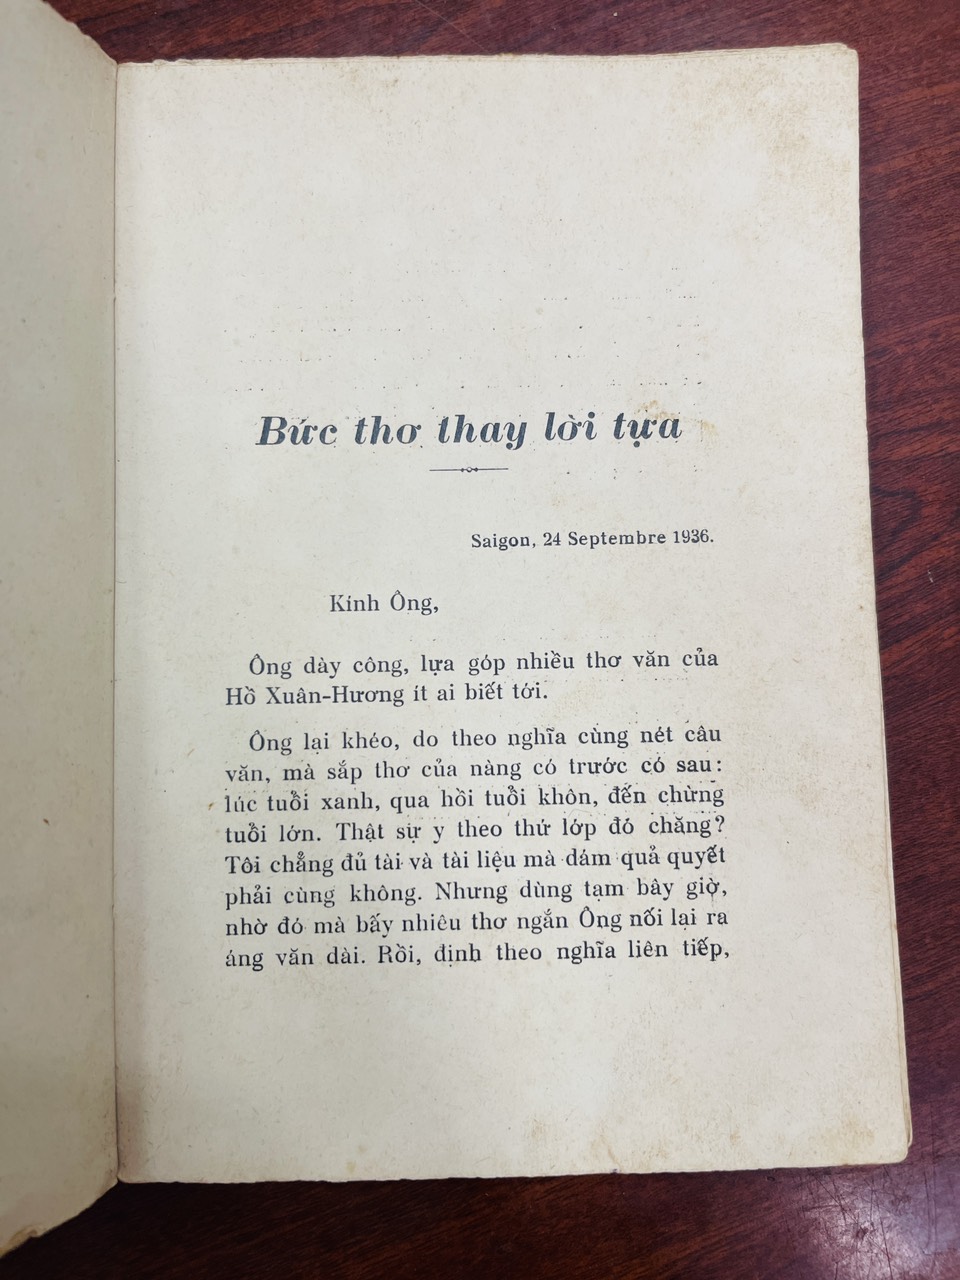 Bức thơ thay lời tựa
Saigon, 24 Septembre 1936.
Kính Ông,
Ông dày công, lựa góp nhiều thơ văn của
Hồ Xuân-Hương ít ai biết tới.
Ông lại khéo, do theo nghĩa cùng nét câu
văn, mà sắp thơ của nàng có trước có sau:
lúc tuổi xanh, qua hồi tuổi khôn, đến chừng
tuổi lớn. Thật sự y theo thứ lớp đó chăng?
Tôi chẳng đủ tài và tài liệu mà dám quả quyết
phải cùng không. Nhưng dùng tạm bây giờ,
nhờ đó mà bấy nhiêu thơ ngắn Ông nối lại ra
áng văn dài. Rồi, định theo nghĩa liên tiếp,